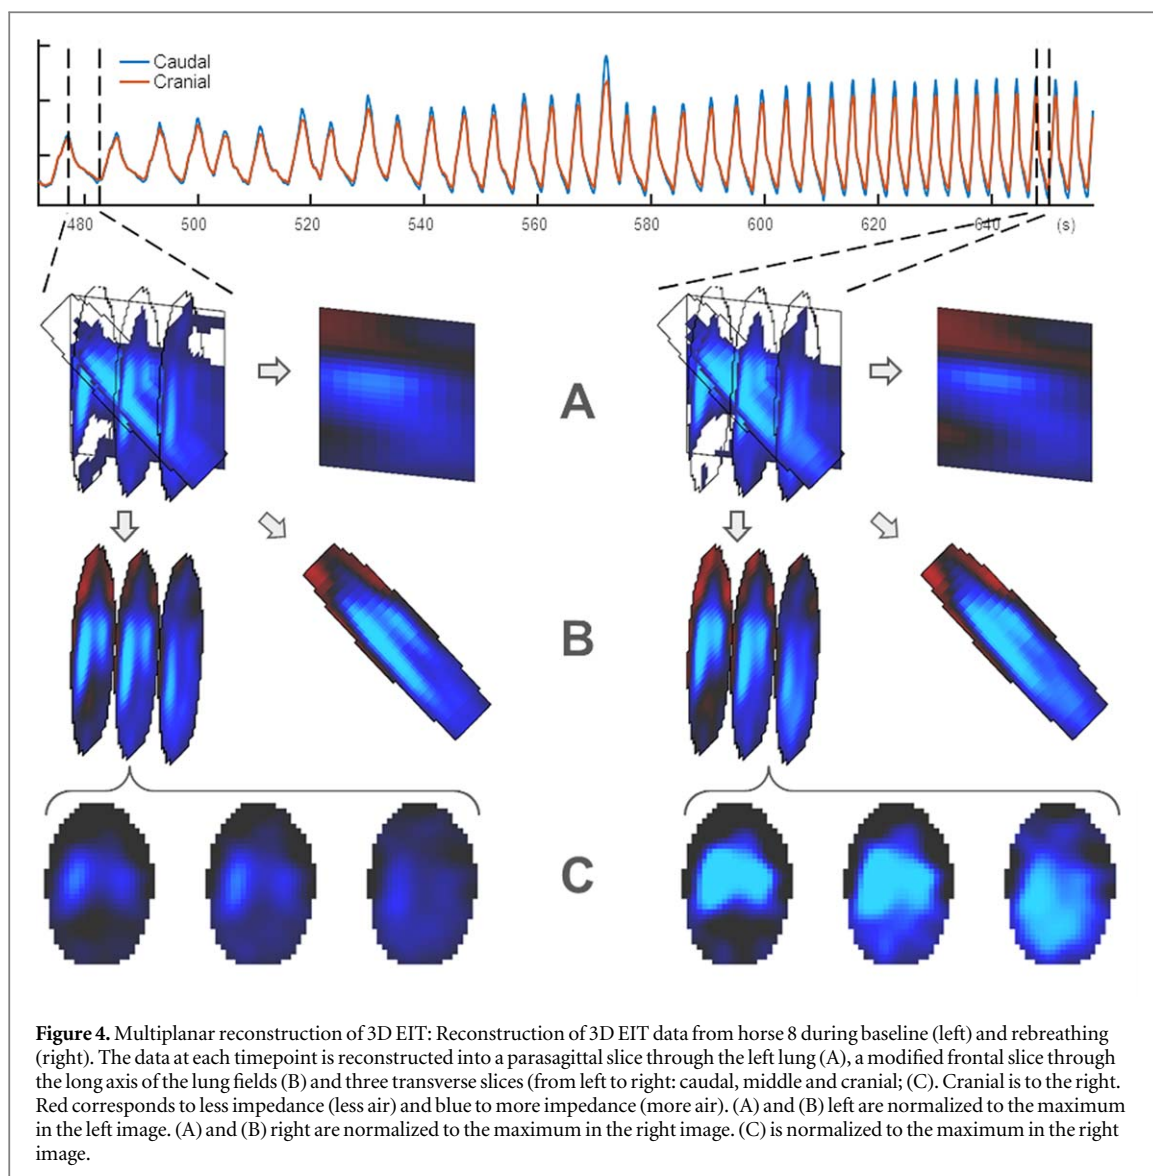 Caudal
Cranial
480 500 520 540 560 580 600 620 640 (s)
A
B
C
Figure 4. Multiplanar reconstruction of 3D EIT: Reconstruction of 3D EIT data from horse 8 during baseline (left) and rebreathing
(right). The data at each timepoint is reconstructed into a parasagittal slice through the left lung (A), a modified frontal slice through
the long axis of the lung fields (B) and three transverse slices (from left to right: caudal, middle and cranial; (C). Cranial is to the right.
Red corresponds to less impedance (less air) and blue to more impedance (more air). (A) and (B) left are normalized to the maximum
in the left image. (A) and (B) right are normalized to the maximum in the right image. (C) is normalized to the maximum in the right
image.